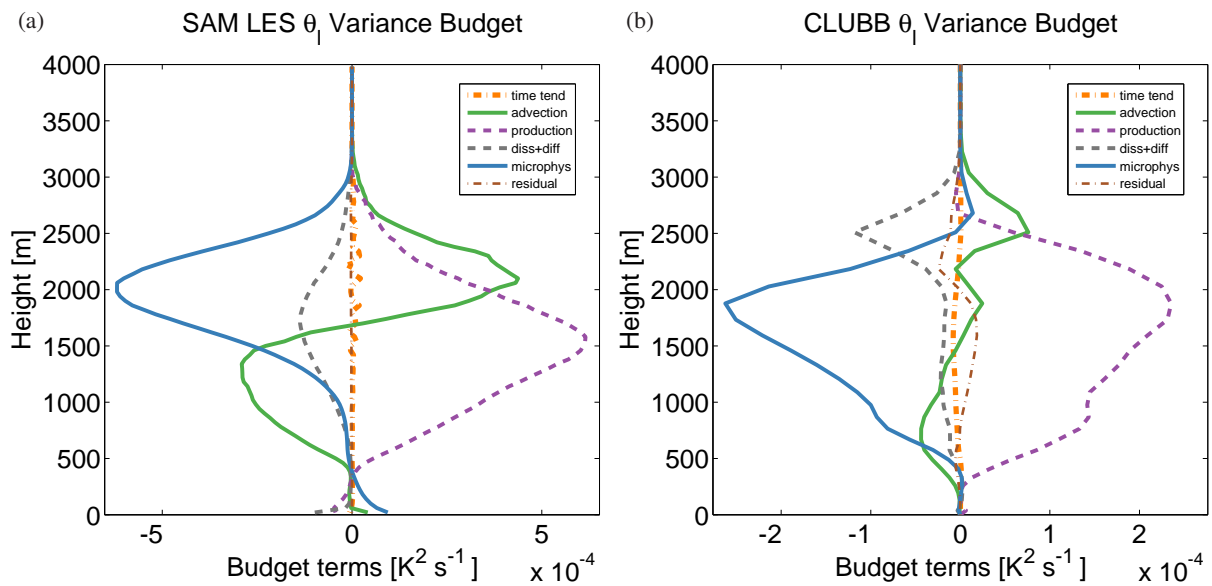 (a)
SAM LES θl Variance Budget
4000
3500
3000
2500
2000
1500
1000
500
0
Height [m]
time tend
advection
production
diss+diff
microphys
residual
-5
0
5
Budget terms [K² s⁻¹]
x 10⁻⁴
(b)
CLUBB θl Variance Budget
4000
3500
3000
2500
2000
1500
1000
500
0
Height [m]
time tend
advection
production
diss+diff
microphys
residual
-2
-1
0
1
2
Budget terms [K² s⁻¹]
x 10⁻⁴